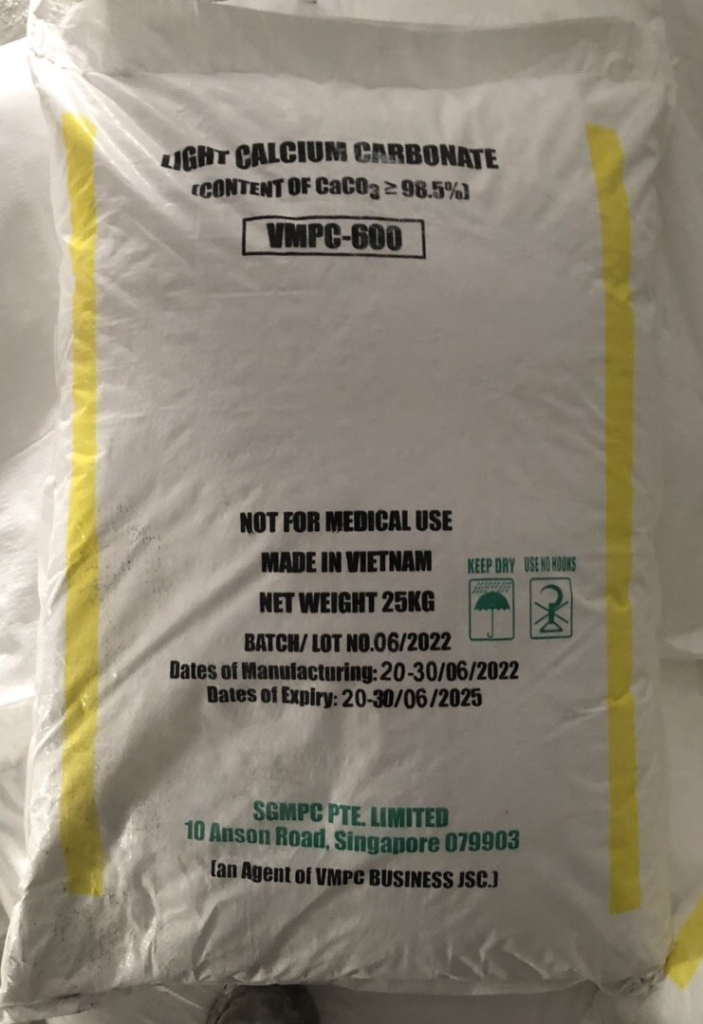 LIGHT CALCIUM CARBONATE
(CONTENT OF CaCO₃ ≥ 98.5%)
VMPC-600
NOT FOR MEDICAL USE
MADE IN VIETNAM
NET WEIGHT 25KG
KEEP DRY USE NO HOOKS
BATCH/ LOT NO.06/2022
Dates of Manufacturing: 20-30/06/2022
Dates of Expiry: 20-30/06/2025
SGMPC PTE. LIMITED
10 Anson Road, Singapore 079903
(an Agent of VMPC BUSINESS JSC.)